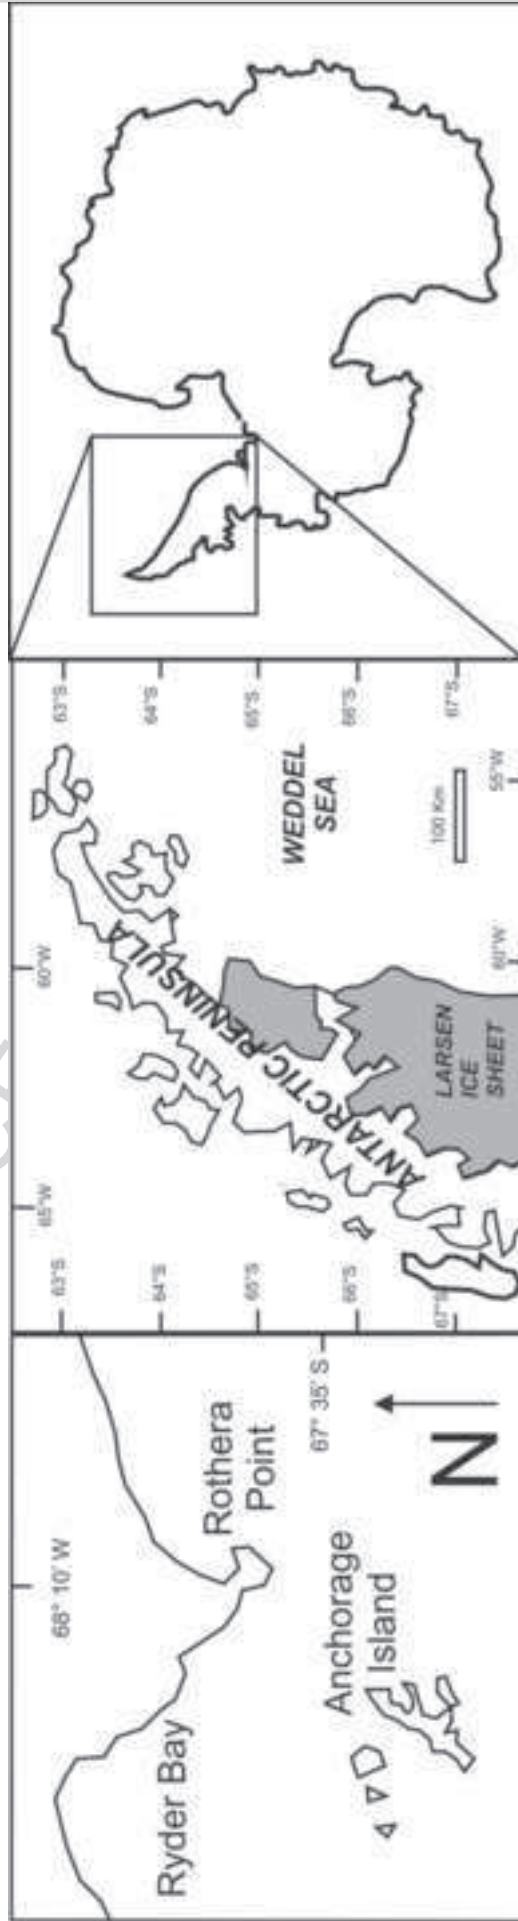 68° 10' W
Ryder Bay
Rothera
Point
67° 35' S
Anchorage
Island
N
65°W
60°W
63°S
64°S
65°S
66°S
67°S
ANTARCTIC PENINSULA
WEDDEL
SEA
LARSEN
ICE
SHEET
100 Km
60°W
55°W
63°S
64°S
65°S
66°S
67°S